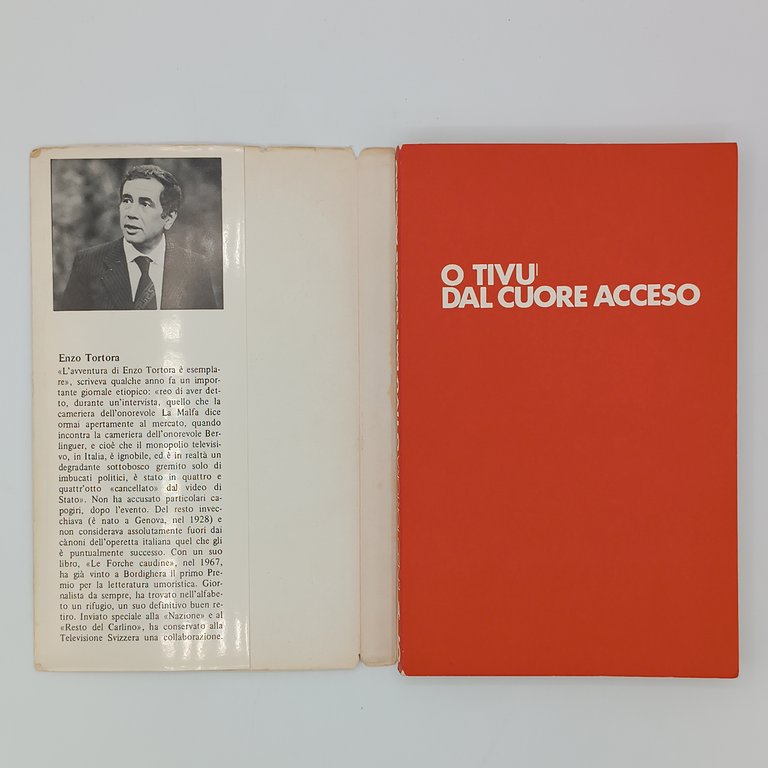 Enzo Tortora
«L'avventura di Enzo Tortora è esempla-
re», scriveva qualche anno fa un impor-
tante giornale etiopico: «reo di aver det-
to, durante un'intervista, quello che la
cameriera dell'onorevole La Malfa dice
ormai apertamente al mercato, quando
incontra la cameriera dell'onorevole Ber-
linguer, e cioè che il monopolio televisi-
vo, in Italia, è ignobile, ed è in realtà un
degradante sottobosco gremito solo di
imbucati politici, è stato in quattro e
quattr'otto «cancellato» dal video di
Stato». Non ha accusato particolari ca-
pogiri, dopo l'evento. Del resto invec-
chiava (è nato a Genova, nel 1928) e
non considerava assolutamente fuori dai
cànoni dell'operetta italiana quel che gli
è puntualmente successo. Con un suo
libro, «Le Forche caudine», nel 1967,
ha già vinto a Bordighera il primo Pre-
mio per la letteratura umoristica. Gior-
nalista da sempre, ha trovato nell'alfabe-
to un rifugio, un suo definitivo buen re-
tiro. Inviato speciale alla «Nazione» e al
«Resto del Carlino», ha conservato alla
Televisione Svizzera una collaborazione.
O TIVU'
DAL CUORE ACCESO